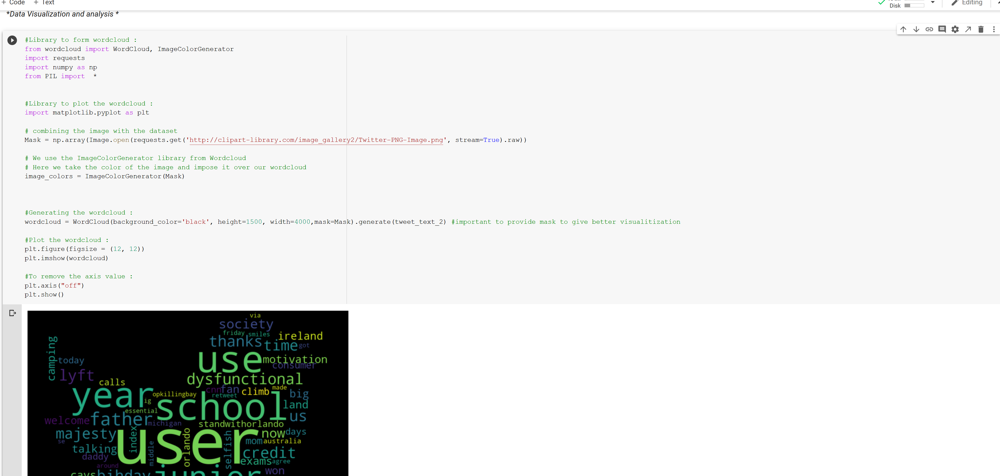 + Code + Text
Disk
Editing
*Data Visualization and analysis *
#Library to form wordcloud :
from wordcloud import WordCloud, ImageColorGenerator
import requests
import numpy as np
from PIL import  *
#Library to plot the wordcloud :
import matplotlib.pyplot as plt
# combining the image with the dataset
Mask = np.array(Image.open(requests.get('http://clipart-library.com/image_gallery2/Twitter-PNG-Image.png', stream=True).raw))
# We use the ImageColorGenerator library from Wordcloud
# Here we take the color of the image and impose it over our wordcloud
image_colors = ImageColorGenerator(Mask)
#Generating the wordcloud :
wordcloud = WordCloud(background_color='black', height=1500, width=4000,mask=Mask).generate(tweet_text_2) #important to provide mask to give better visualitization
#Plot the wordcloud :
plt.figure(figsize = (12, 12))
plt.imshow(wordcloud)
#To remove the axis value :
plt.axis("off")
plt.show()
via
society
friday smiles ireland
thanks time got
camping
today
use motivation
consumer
lyft
calls
dysfunctional
year
cnn fan climb made
opkillingbay
retweet
big
ig
school
land
essential
us
welcome father
michigan
standwithorlando
majesty
index
user
orlando
selfish
now days
se
middle
mom australia
talking
credit
daddy
exams agree
around
won
bihday
junior